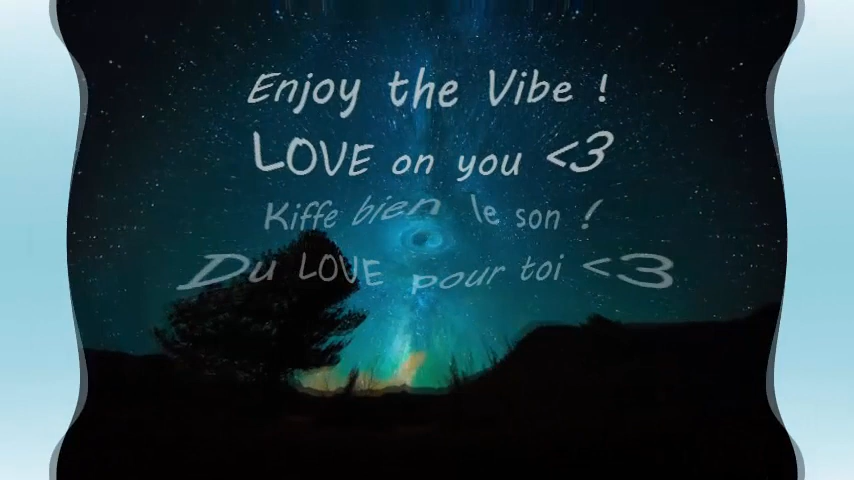 Enjoy the Vibe !
LOVE on you <3
Kiffe bien le son !
Du LOVE pour toi <3